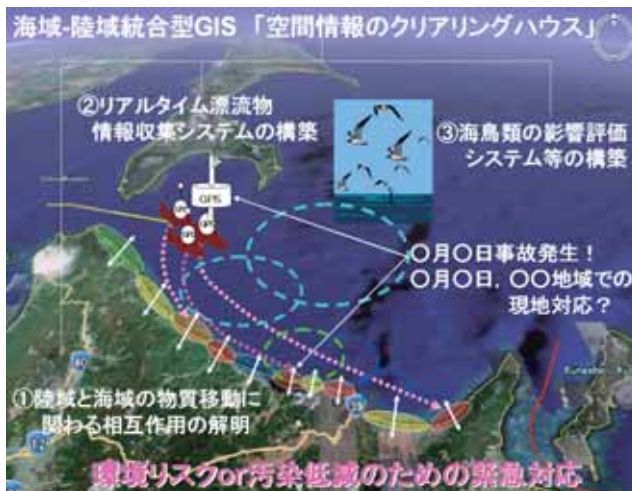 海域-陸域統合型GIS 「空間情報のクリアリングハウス」
②リアルタイム漂流物
情報収集システムの構築
③海鳥類の影響評価
システム等の構築
GPS
GPS
GPS
GPS
〇月〇日事故発生！
〇月〇日，〇〇地域での
現地対応？
①陸域と海域の物質移動に
関わる相互作用の解明
環境リスクor汚染低減のための緊急対応